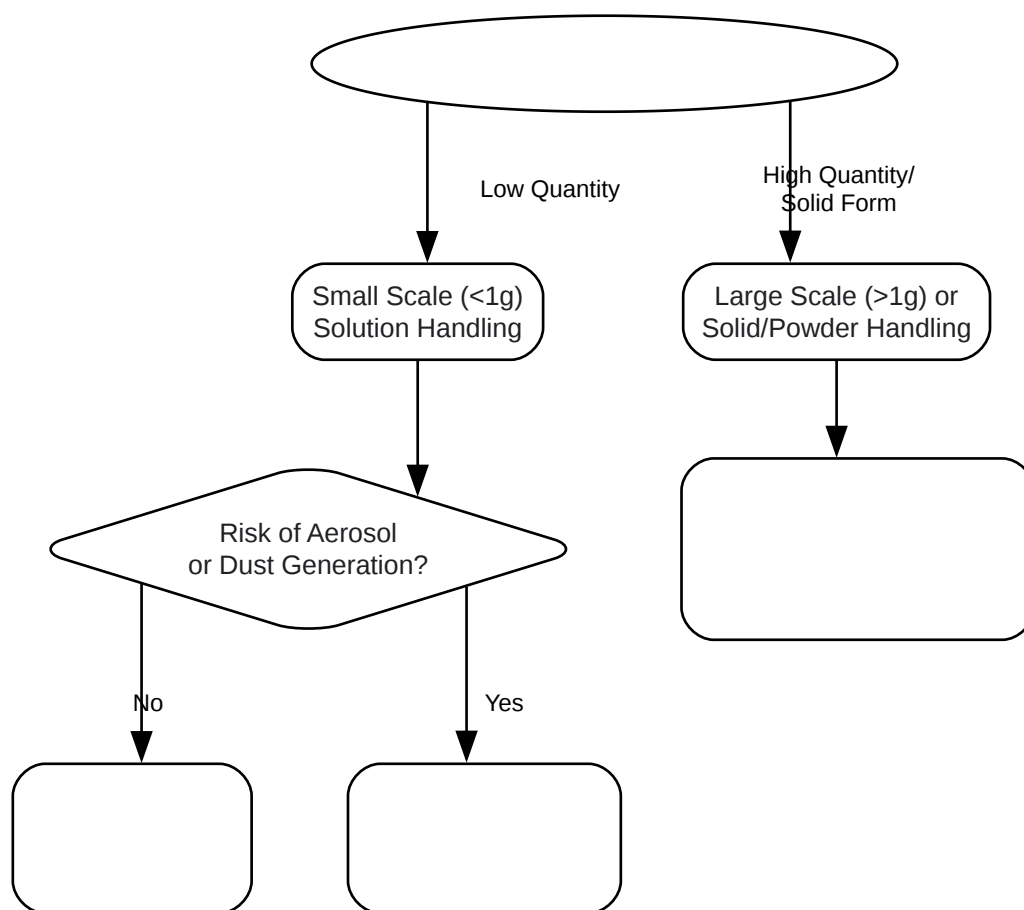 Low Quantity
High Quantity/
Solid Form
Small Scale (<1g)
Solution Handling
Large Scale (>1g) or
Solid/Powder Handling
Risk of Aerosol
or Dust Generation?
No
Yes